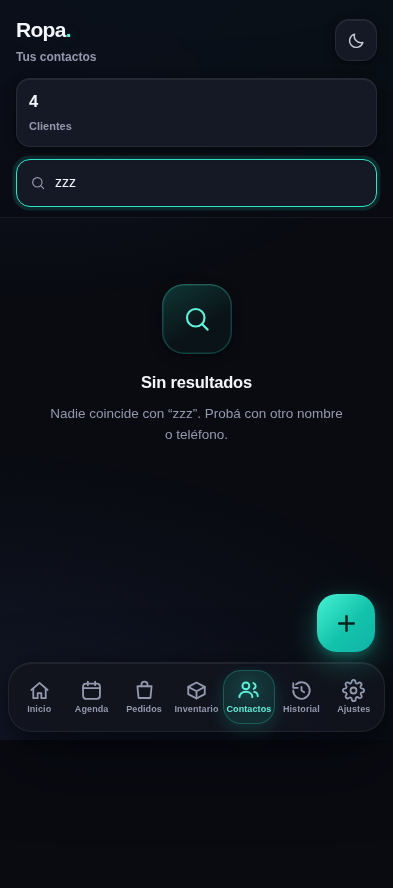 Ropa.
Tus contactos
4
Clientes
zzz
Sin resultados
Nadie coincide con “zzz”. Probá con otro nombre
o teléfono.
Inicio
Agenda
Pedidos
Inventario
Contactos
Historial
Ajustes